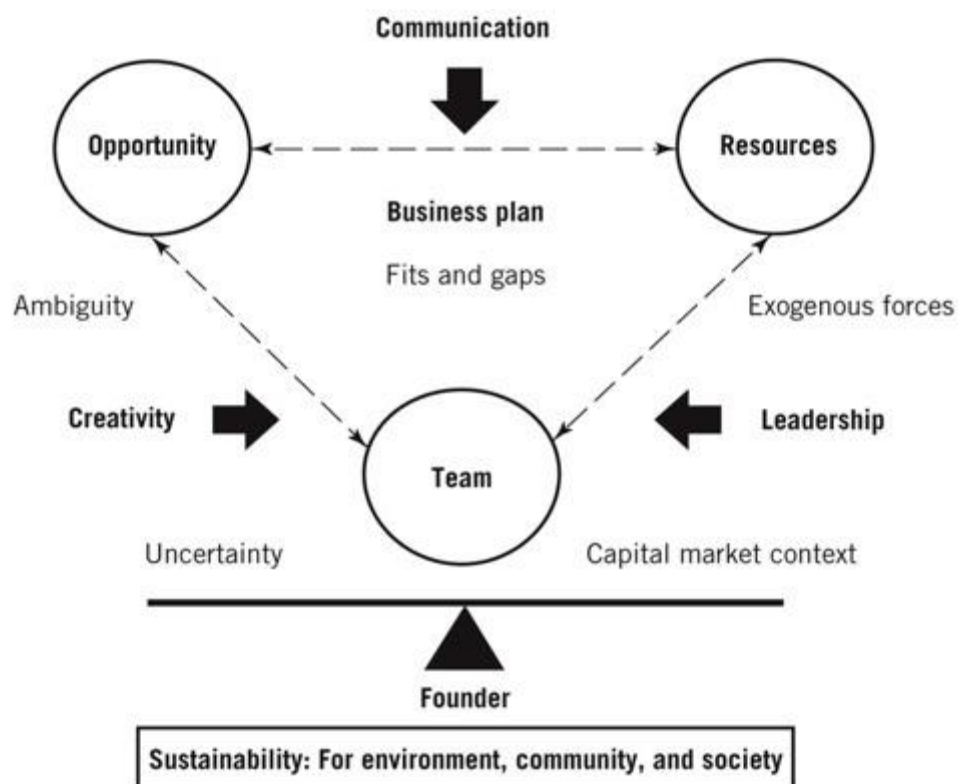 Communication
Opportunity
Resources
Business plan
Fits and gaps
Ambiguity
Exogenous forces
Creativity
Leadership
Team
Uncertainty
Capital market context
Founder
Sustainability: For environment, community, and society